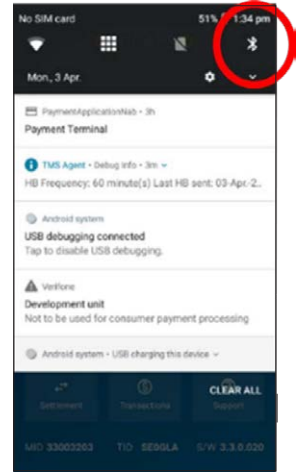 No SIM card 51% 1:34 pm
Mon., 3 Apr.
PaymentApplicationNab • 3h
Payment Terminal
TMS Agent • Debug info • 3m
HB Frequency: 60 minute(s) Last HB sent: 03-Apr.-2..
Android system
USB debugging connected
Tap to disable USB debugging.
Verifone
Development unit
Not to be used for consumer payment processing
Android system • USB charging this device
CLEAR ALL
Settlement Transactions Support
MID 33003203 TID SE0GLA S/W 3.3.0.020